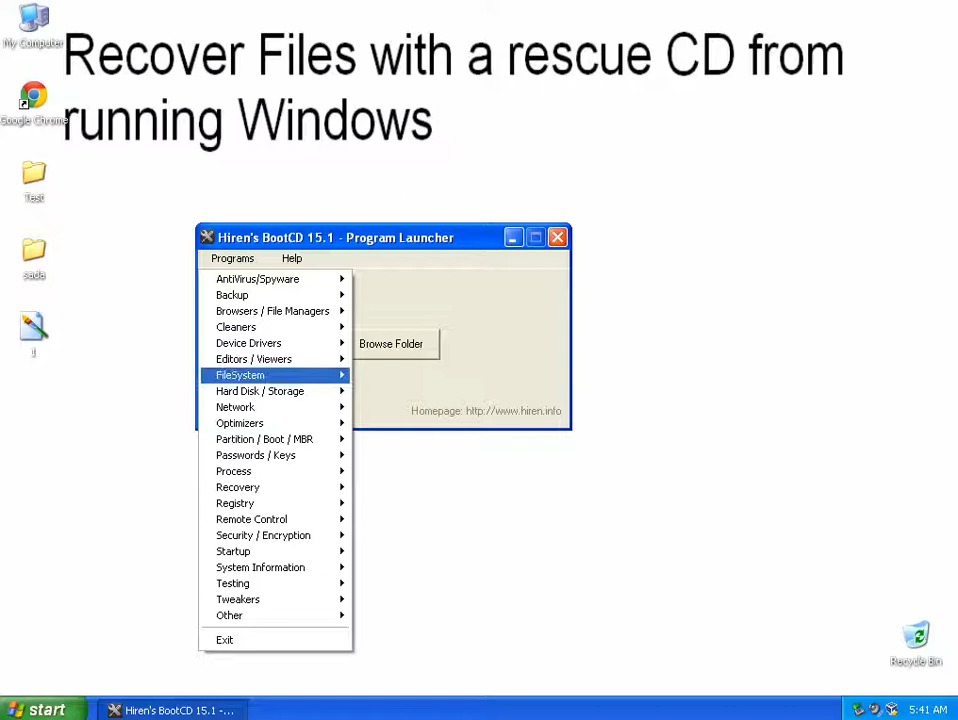 My Computer
Recover Files with a rescue CD from
running Windows
Google Chrome
Test
sada
1
Hiren's BootCD 15.1 - Program Launcher
Programs
Help
AntiVirus/Spyware
Backup
Browsers / File Managers
Cleaners
Device Drivers
Editors / Viewers
FileSystem
Hard Disk / Storage
Network
Optimizers
Partition / Boot / MBR
Passwords / Keys
Process
Recovery
Registry
Remote Control
Security / Encryption
Startup
System Information
Testing
Tweakers
Other
Exit
Browse Folder
Homepage: http://www.hiren.info
Recycle Bin
start
Hiren's BootCD 15.1 -...
5:41 AM